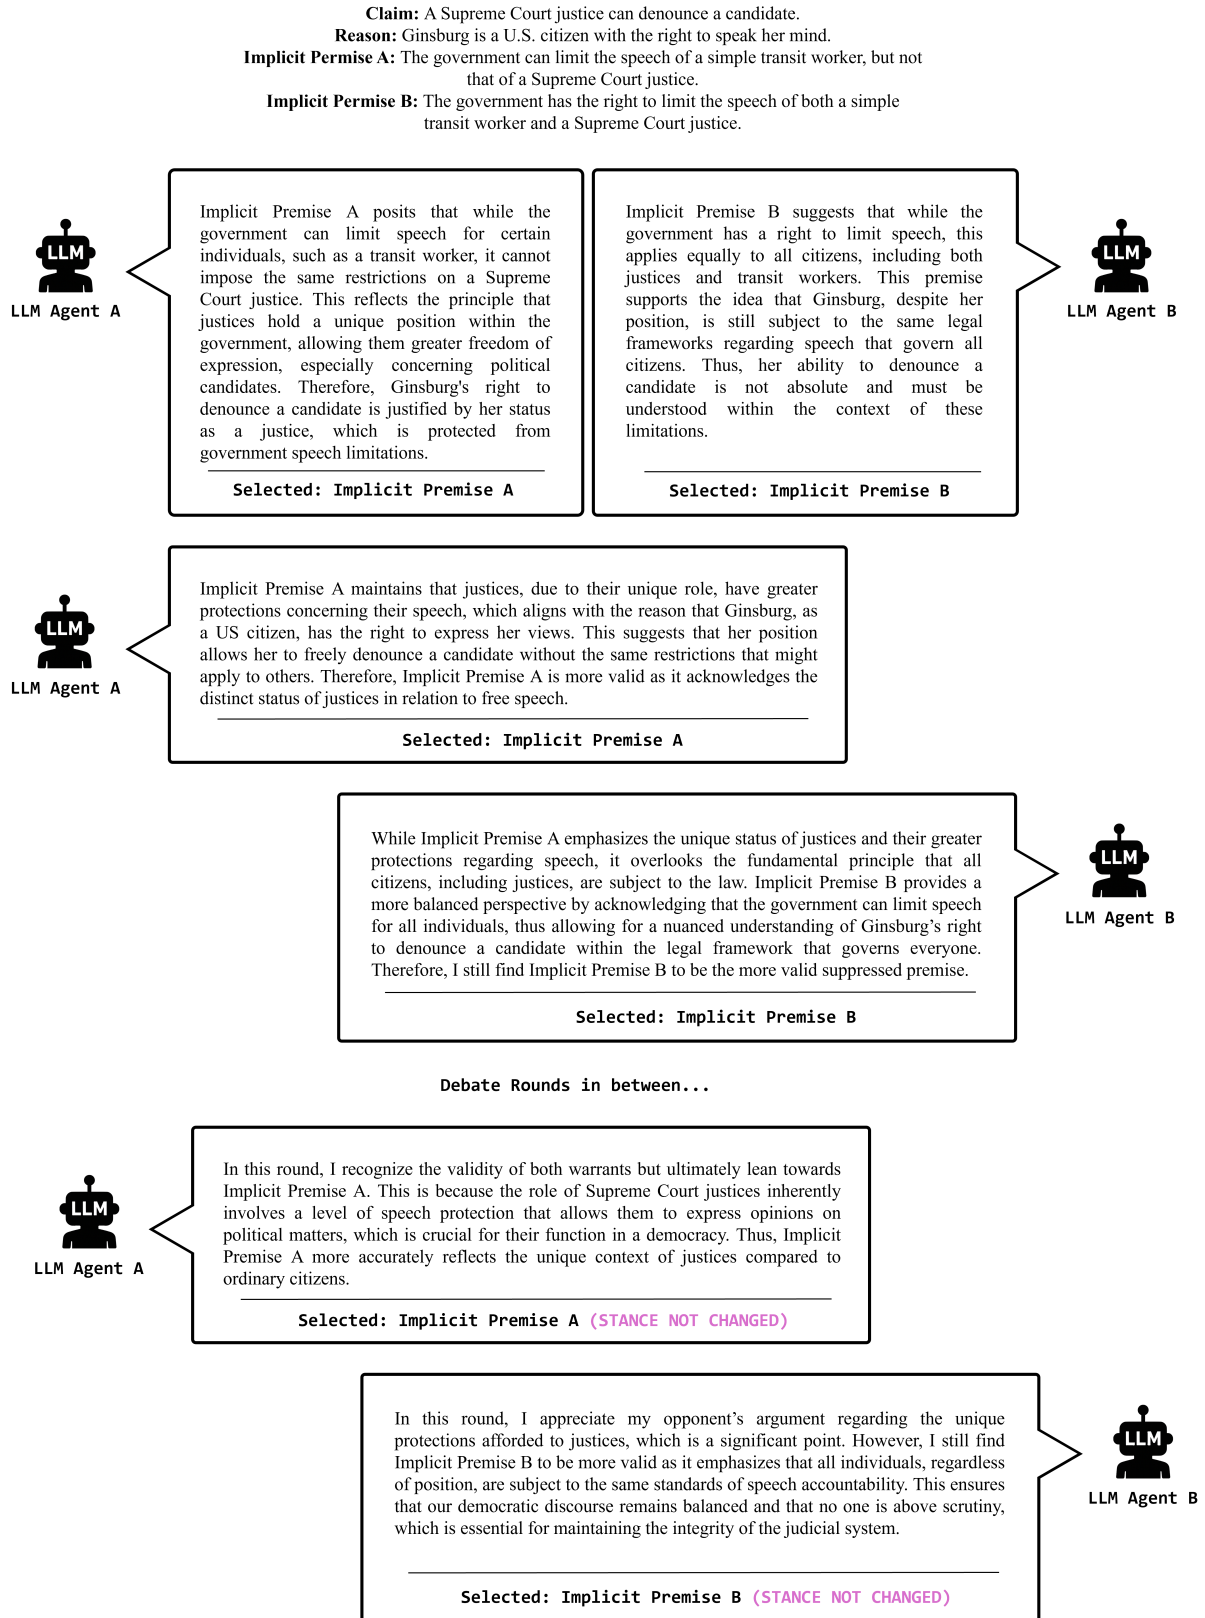 Claim: A Supreme Court justice can denounce a candidate.
Reason: Ginsburg is a U.S. citizen with the right to speak her mind.
Implicit Permise A: The government can limit the speech of a simple transit worker, but not
that of a Supreme Court justice.
Implicit Permise B: The government has the right to limit the speech of both a simple
transit worker and a Supreme Court justice.
LLM
LLM Agent A
Implicit Premise A posits that while the
government can limit speech for certain
individuals, such as a transit worker, it cannot
impose the same restrictions on a Supreme
Court justice. This reflects the principle that
justices hold a unique position within the
government, allowing them greater freedom of
expression, especially concerning political
candidates. Therefore, Ginsburg's right to
denounce a candidate is justified by her status
as a justice, which is protected from
government speech limitations.
Selected: Implicit Premise A
Implicit Premise B suggests that while the
government has a right to limit speech, this
applies equally to all citizens, including both
justices and transit workers. This premise
supports the idea that Ginsburg, despite her
position, is still subject to the same legal
frameworks regarding speech that govern all
citizens. Thus, her ability to denounce a
candidate is not absolute and must be
understood within the context of these
limitations.
Selected: Implicit Premise B
LLM
LLM Agent B
LLM
LLM Agent A
Implicit Premise A maintains that justices, due to their unique role, have greater
protections concerning their speech, which aligns with the reason that Ginsburg, as
a US citizen, has the right to express her views. This suggests that her position
allows her to freely denounce a candidate without the same restrictions that might
apply to others. Therefore, Implicit Premise A is more valid as it acknowledges the
distinct status of justices in relation to free speech.
Selected: Implicit Premise A
While Implicit Premise A emphasizes the unique status of justices and their greater
protections regarding speech, it overlooks the fundamental principle that all
citizens, including justices, are subject to the law. Implicit Premise B provides a
more balanced perspective by acknowledging that the government can limit speech
for all individuals, thus allowing for a nuanced understanding of Ginsburg’s right
to denounce a candidate within the legal framework that governs everyone.
Therefore, I still find Implicit Premise B to be the more valid suppressed premise.
Selected: Implicit Premise B
LLM
LLM Agent B
Debate Rounds in between...
LLM
LLM Agent A
In this round, I recognize the validity of both warrants but ultimately lean towards
Implicit Premise A. This is because the role of Supreme Court justices inherently
involves a level of speech protection that allows them to express opinions on
political matters, which is crucial for their function in a democracy. Thus, Implicit
Premise A more accurately reflects the unique context of justices compared to
ordinary citizens.
Selected: Implicit Premise A (STANCE NOT CHANGED)
In this round, I appreciate my opponent’s argument regarding the unique
protections afforded to justices, which is a significant point. However, I still find
Implicit Premise B to be more valid as it emphasizes that all individuals, regardless
of position, are subject to the same standards of speech accountability. This ensures
that our democratic discourse remains balanced and that no one is above scrutiny,
which is essential for maintaining the integrity of the judicial system.
Selected: Implicit Premise B (STANCE NOT CHANGED)
LLM
LLM Agent B